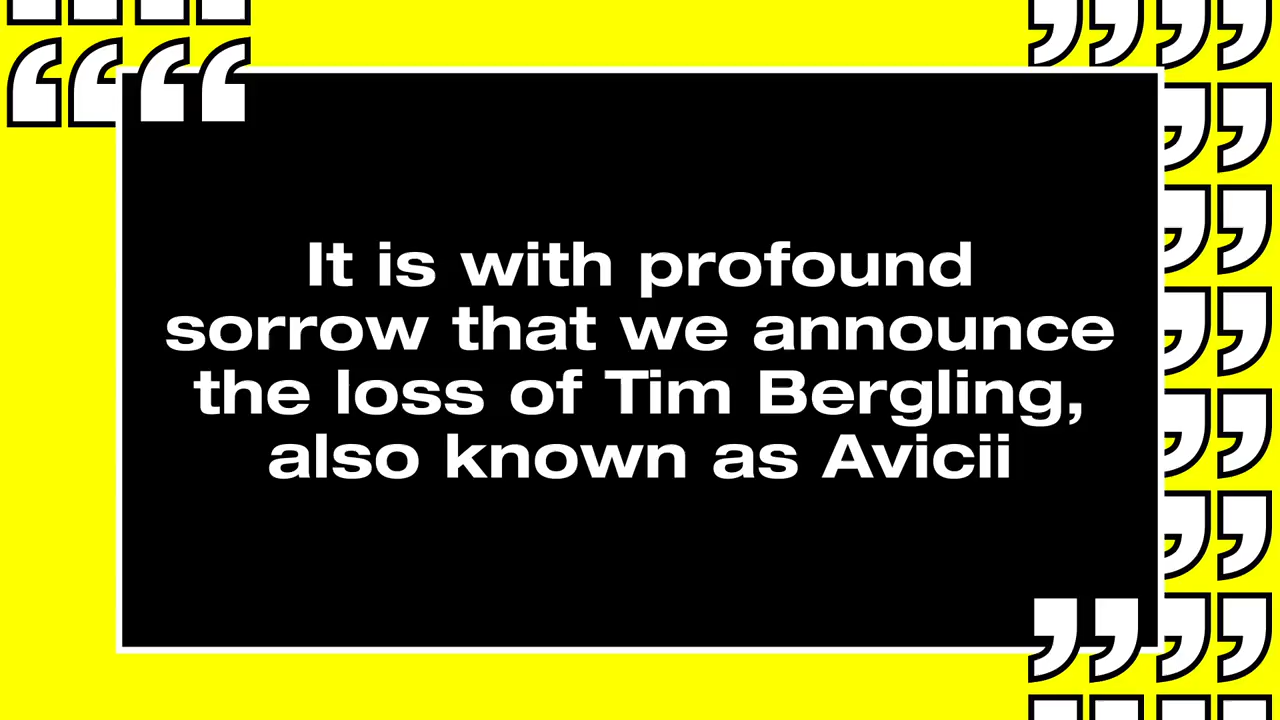 It is with profound
sorrow that we announce
the loss of Tim Bergling,
also known as Avicii